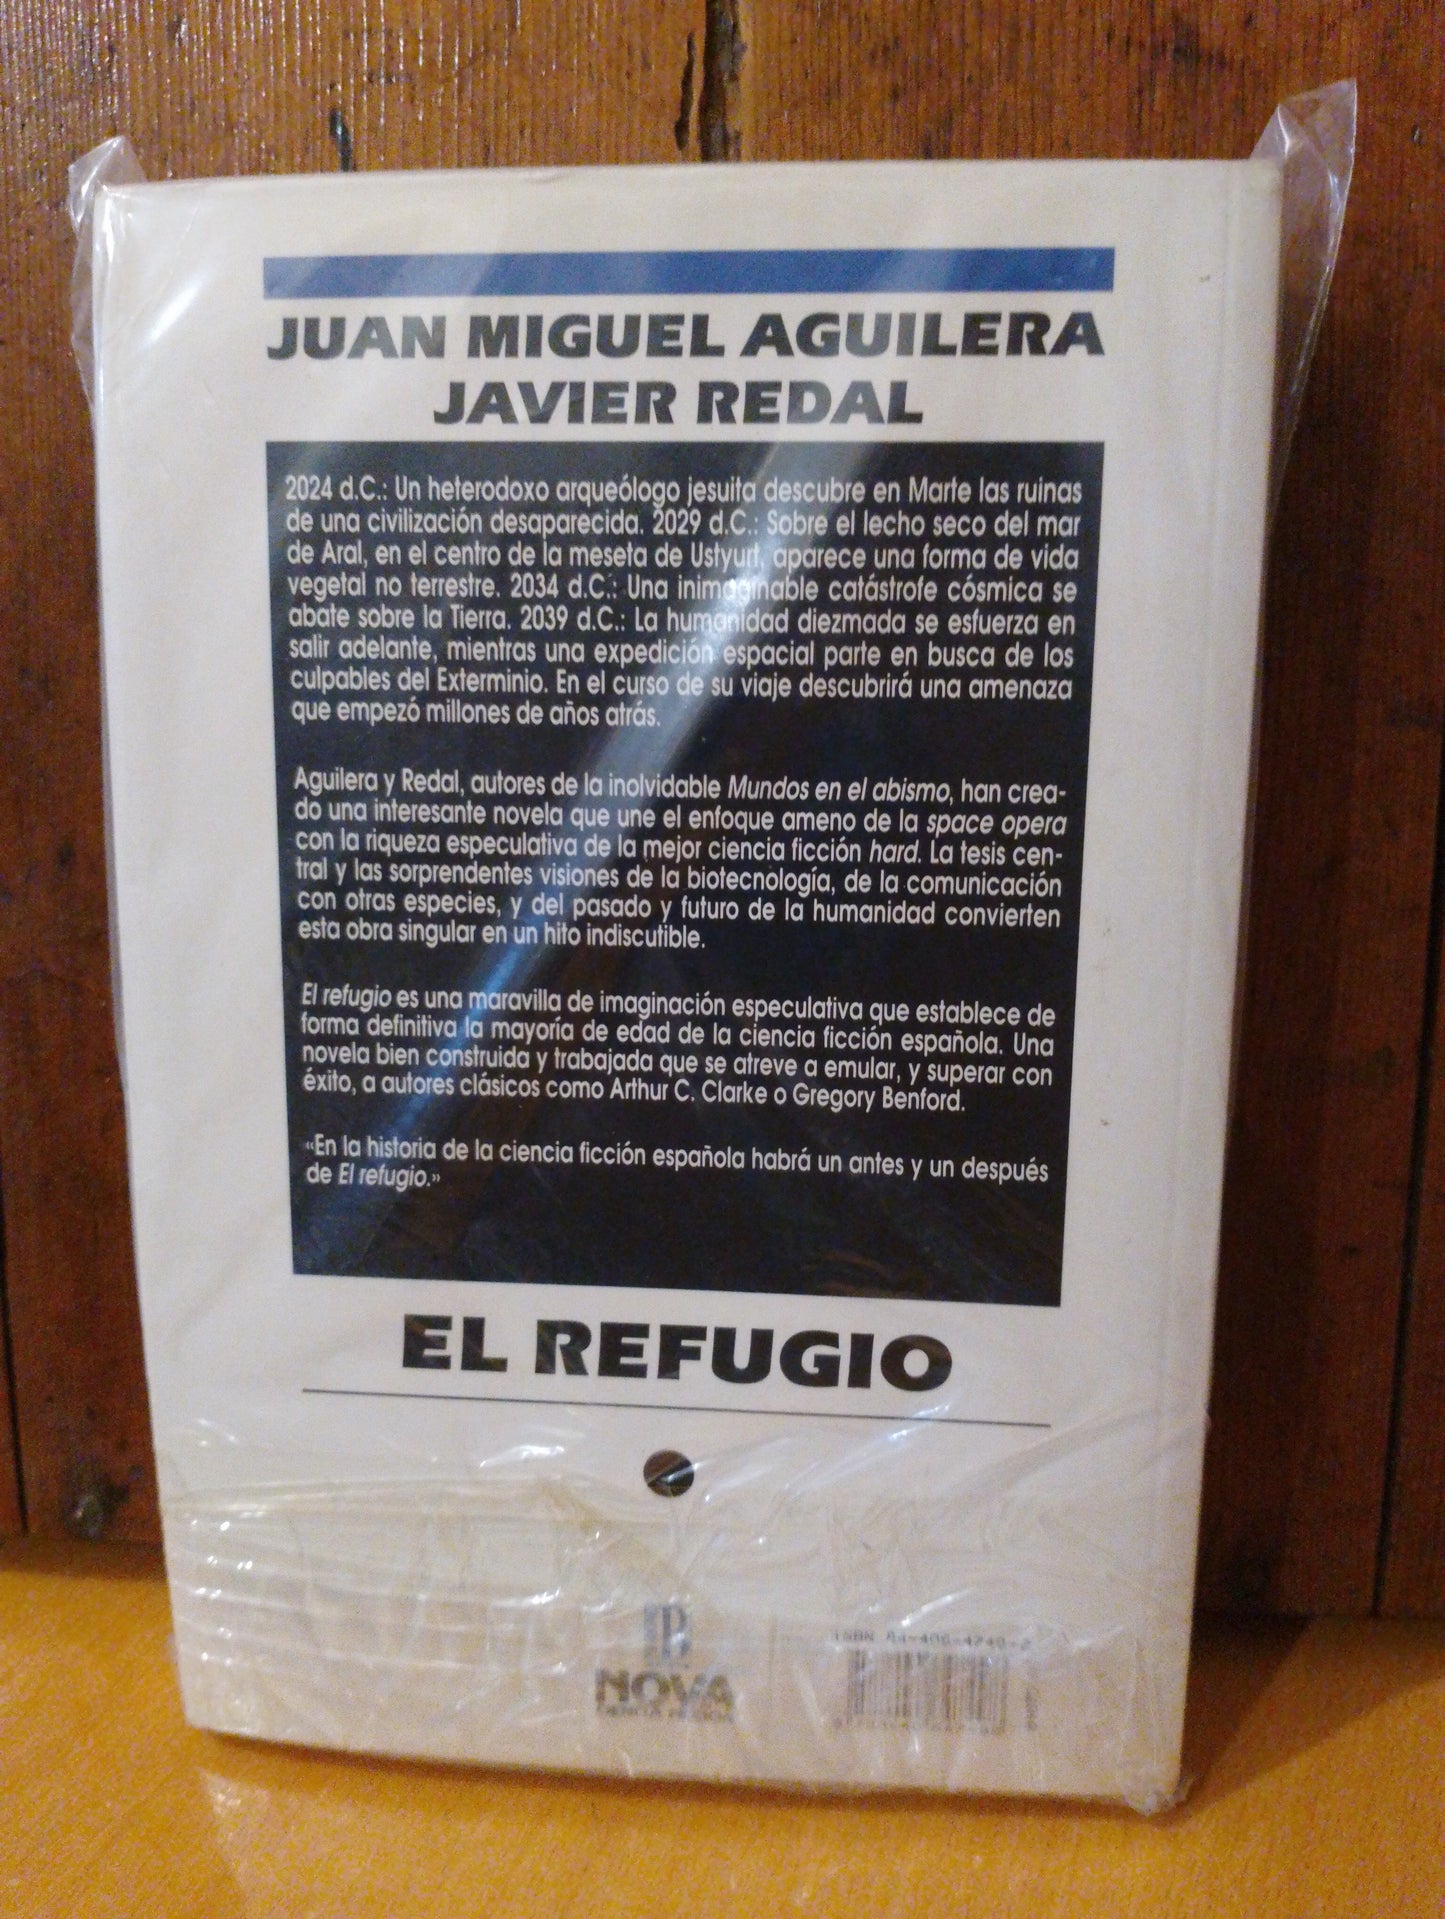 JUAN MIGUEL AGUILERA
JAVIER REDAL
2024 d.C.: Un heterodoxo arqueólogo jesuita descubre en Marte las ruinas
de una civilización desaparecida. 2029 d.C.: Sobre el lecho seco del mar
de Aral, en el centro de la meseta de Ustyurt, aparece una forma de vida
vegetal no terrestre. 2034 d.C.: Una inimaginable catástrofe cósmica se
abate sobre la Tierra. 2039 d.C.: La humanidad diezmada se esfuerza en
salir adelante, mientras una expedición espacial parte en busca de los
culpables del Exterminio. En el curso de su viaje descubrirá una amenaza
que empezó millones de años atrás.
Aguilera y Redal, autores de la inolvidable Mundos en el abismo, han crea-
do una interesante novela que une el enfoque ameno de la space opera
con la riqueza especulativa de la mejor ciencia ficción hard. La tesis cen-
tral y las sorprendentes visiones de la biotecnología, de la comunicación
con otras especies, y del pasado y futuro de la humanidad convierten
esta obra singular en un hito indiscutible.
El refugio es una maravilla de imaginación especulativa que establece de
forma definitiva la mayoría de edad de la ciencia ficción española. Una
novela bien construida y trabajada que se atreve a emular, y superar con
éxito, a autores clásicos como Arthur C. Clarke o Gregory Benford.
«En la historia de la ciencia ficción española habrá un antes y un después
de El refugio.»
EL REFUGIO
NOVA
CIENCIA FICCIÓN
ISBN 84-406-4740-2